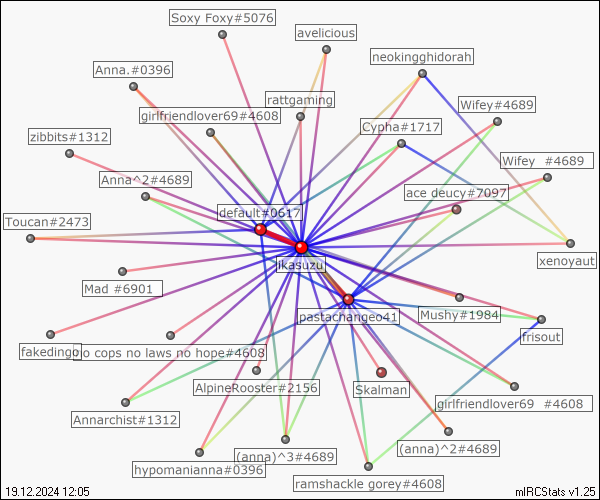 Soxy Foxy#5076
avelicious
neokingghidorah
Anna.#0396
rattgaming
Wifey#4689
girlfriendlover69#4608
Cypha#1717
zibbits#1312
Wifey #4689
Anna^2#4689
ace deucy#7097
default#0617
Toucan#2473
xenoyaut
ikasuzu
Mad #6901
pastachangeo41
Mushy#1984
frisout
fakedingo
no cops no laws no hope#4608
AlpineRooster#2156
Skalman
girlfriendlover69 #4608
Annarchist#1312
(anna)^2#4689
(anna)^3#4689
hypomanianna#0396
ramshackle gorey#4608
19.12.2024 12:05
mIRCStats v1.25